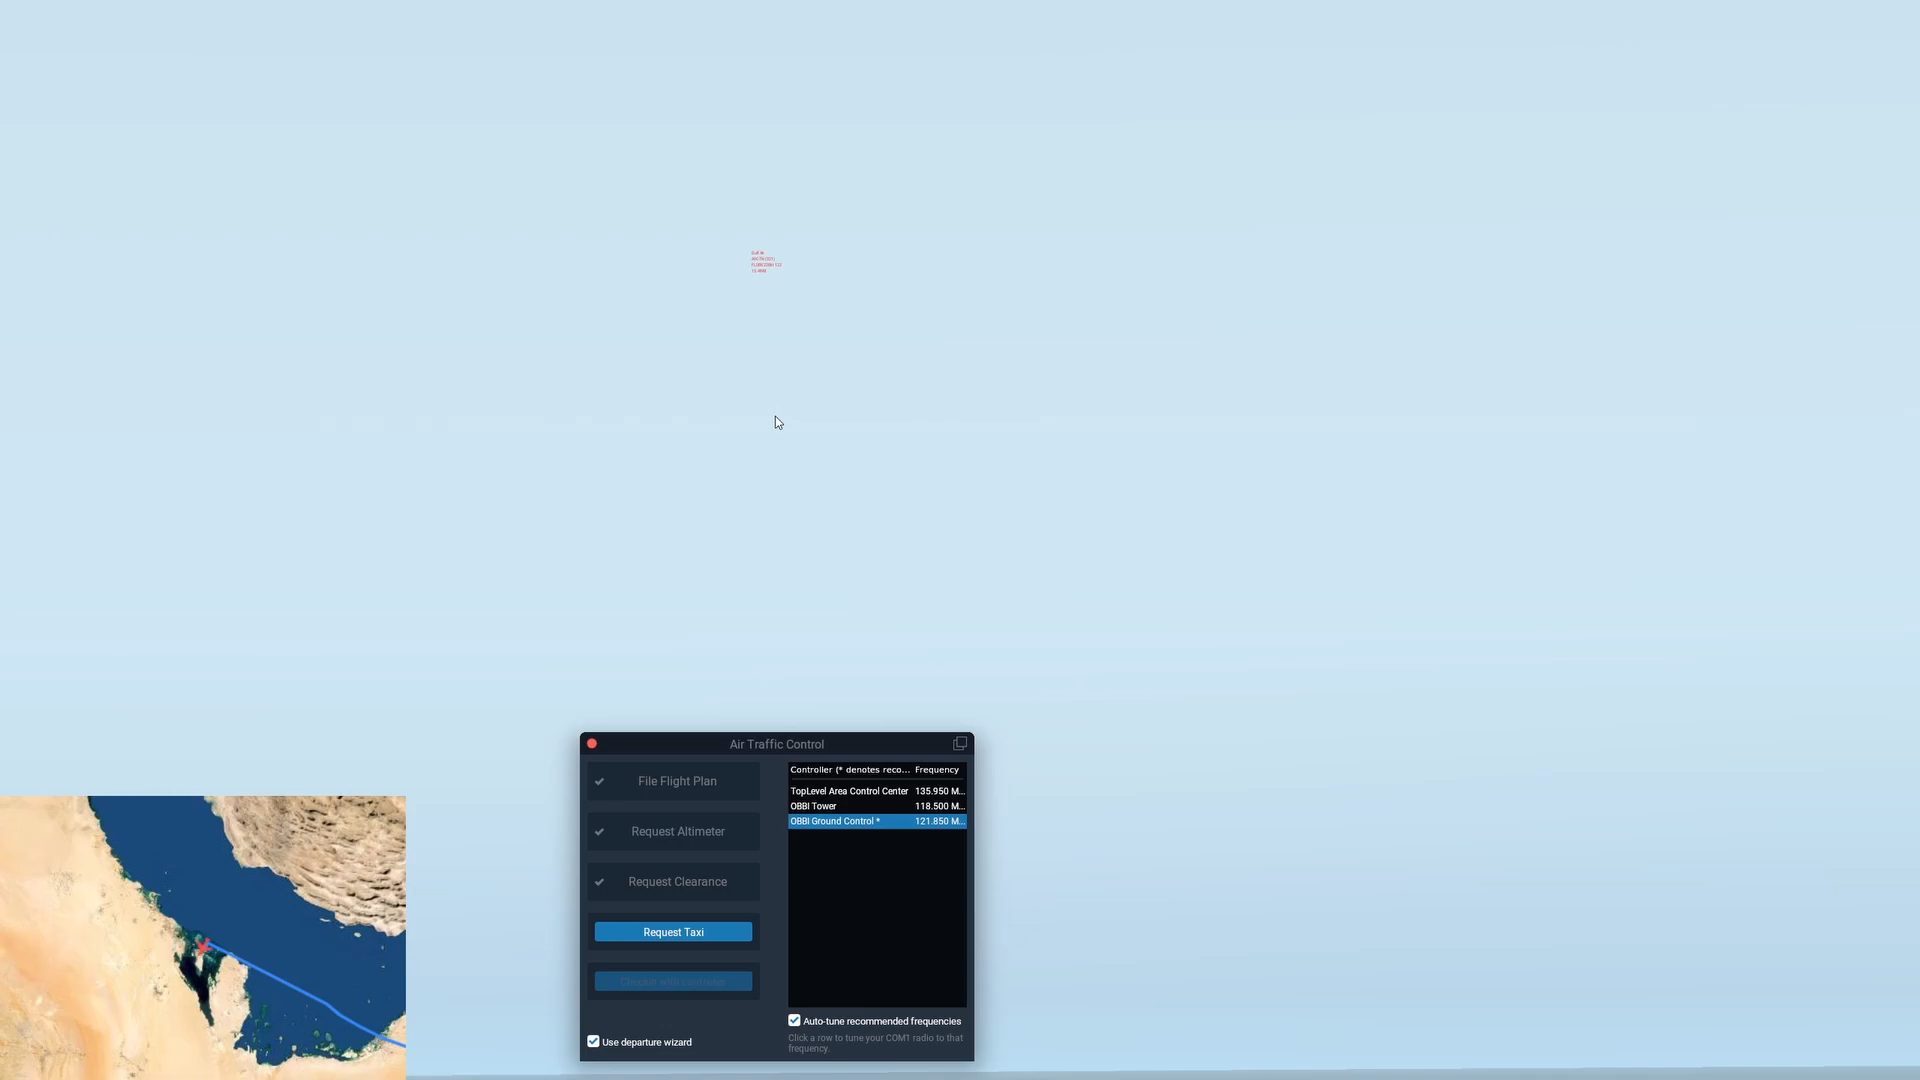 Air Traffic Control
File Flight Plan
Request Altimeter
Request Clearance
Request Taxi
Use departure wizard
Controller (* denotes reco... Frequency
TopLevel Area Control Center 135.950 M...
OBBI Tower 118.500 M...
OBBI Ground Control * 121.850 M...
Auto-tune recommended frequencies
Click a row to tune your COM1 radio to that
frequency.